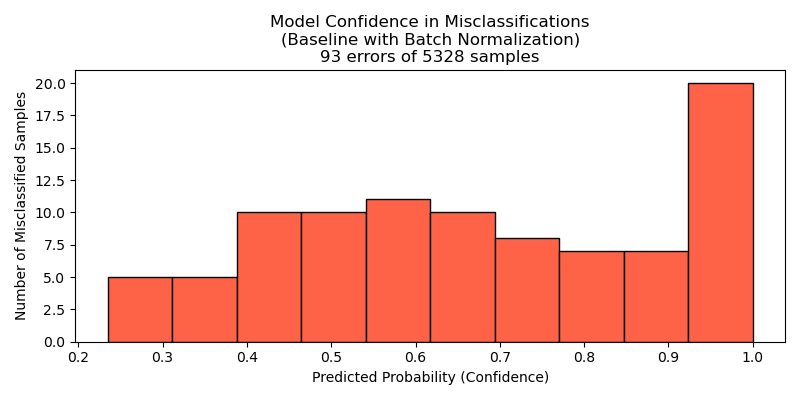 Model Confidence in Misclassifications
(Baseline with Batch Normalization)
93 errors of 5328 samples
Number of Misclassified Samples
20.0
17.5
15.0
12.5
10.0
7.5
5.0
2.5
0.0
0.2 0.3 0.4 0.5 0.6 0.7 0.8 0.9 1.0
Predicted Probability (Confidence)